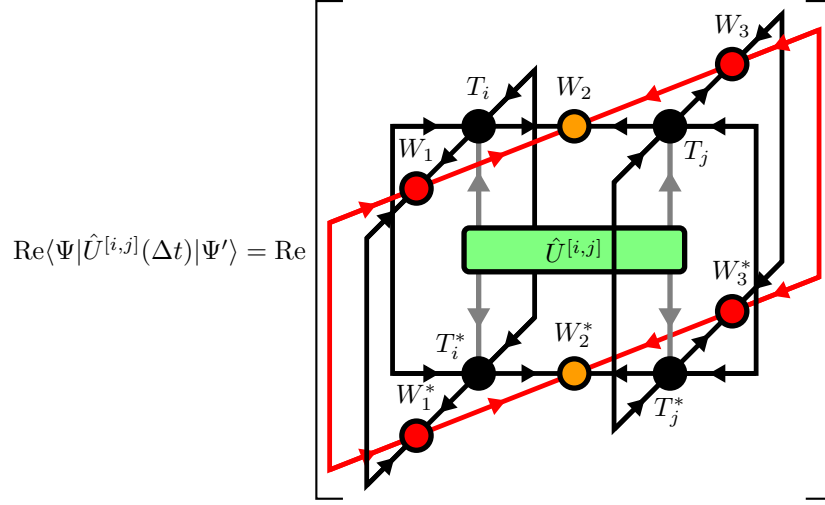 W_3
T_i
W_2
W_1
T_j
Re⟨Ψ|Û^{[i,j]}(Δt)|Ψ′⟩ = Re
Û^{[i,j]}
W_3^*
T_i^*
W_2^*
W_1^*
T_j^*